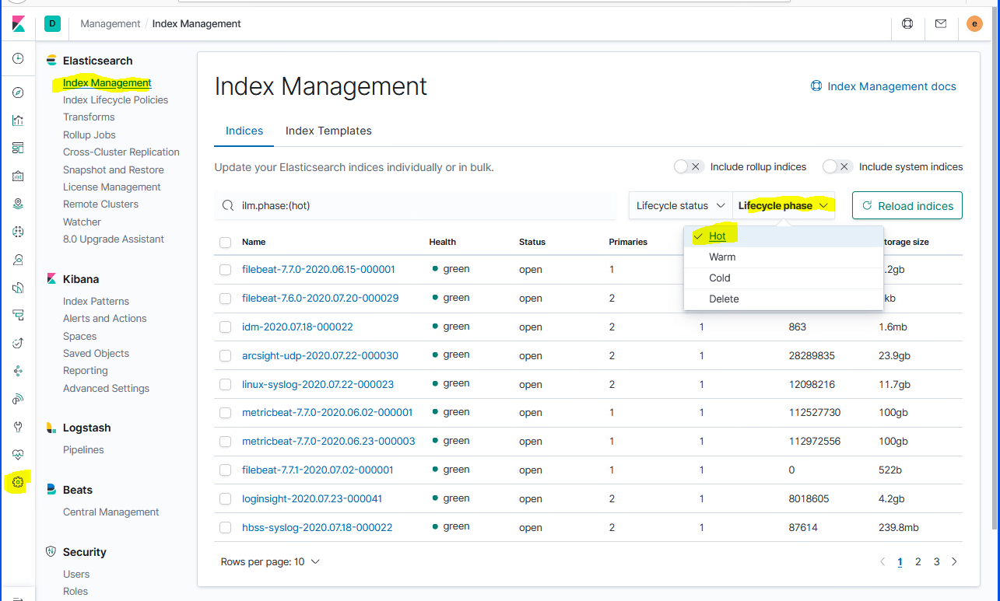 D
Management / Index Management
e
Elasticsearch
Index Management
Index Lifecycle Policies
Transforms
Rollup Jobs
Cross-Cluster Replication
Snapshot and Restore
License Management
Remote Clusters
Watcher
8.0 Upgrade Assistant
Kibana
Index Patterns
Alerts and Actions
Spaces
Saved Objects
Reporting
Advanced Settings
Logstash
Pipelines
Beats
Central Management
Security
Users
Roles
Index Management
Index Management docs
Indices Index Templates
Update your Elasticsearch indices individually or in bulk.
Include rollup indices Include system indices
ilm.phase:(hot)
Lifecycle status Lifecycle phase Reload indices
Hot
Warm
Cold
Delete
Name Health Status Primaries torage size
filebeat-7.7.0-2020.06.15-000001 green open 1 .2gb
filebeat-7.6.0-2020.07.20-000029 green open 2 kb
idm-2020.07.18-000022 green open 2 1 863 1.6mb
arcsight-udp-2020.07.22-000030 green open 2 1 28289835 23.9gb
linux-syslog-2020.07.22-000023 green open 2 1 12098216 11.7gb
metricbeat-7.7.0-2020.06.02-000001 green open 1 1 112527730 100gb
metricbeat-7.7.0-2020.06.23-000003 green open 1 1 112972556 100gb
filebeat-7.7.1-2020.07.02-000001 green open 1 1 0 522b
loginsight-2020.07.23-000041 green open 2 1 8018605 4.2gb
hbss-syslog-2020.07.18-000022 green open 2 1 87614 239.8mb
Rows per page: 10
1 2 3